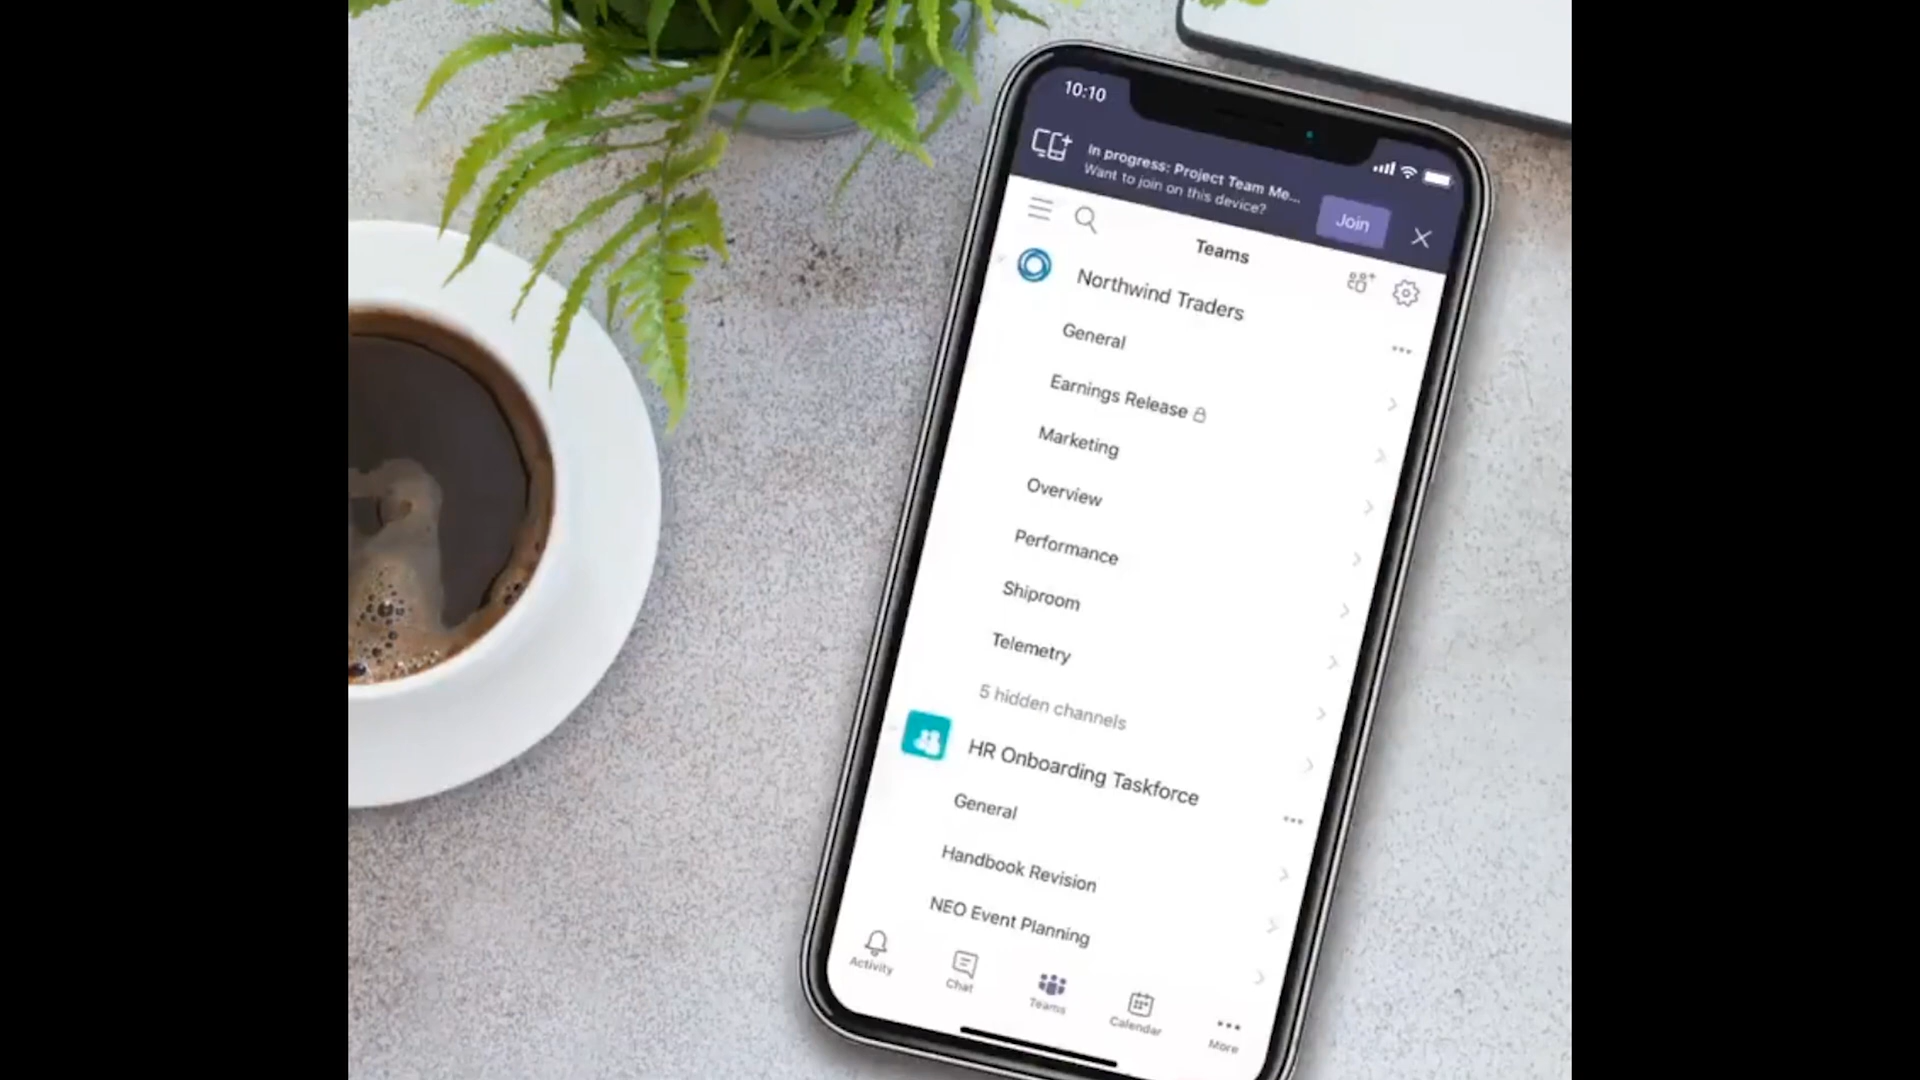 10:10
In progress: Project Team Me...
Want to join on this device?
Join
Teams
Northwind Traders
General
Earnings Release
Marketing
Overview
Performance
Shiproom
Telemetry
5 hidden channels
HR Onboarding Taskforce
General
Handbook Revision
NEO Event Planning
Activity
Chat
Teams
Calendar
More